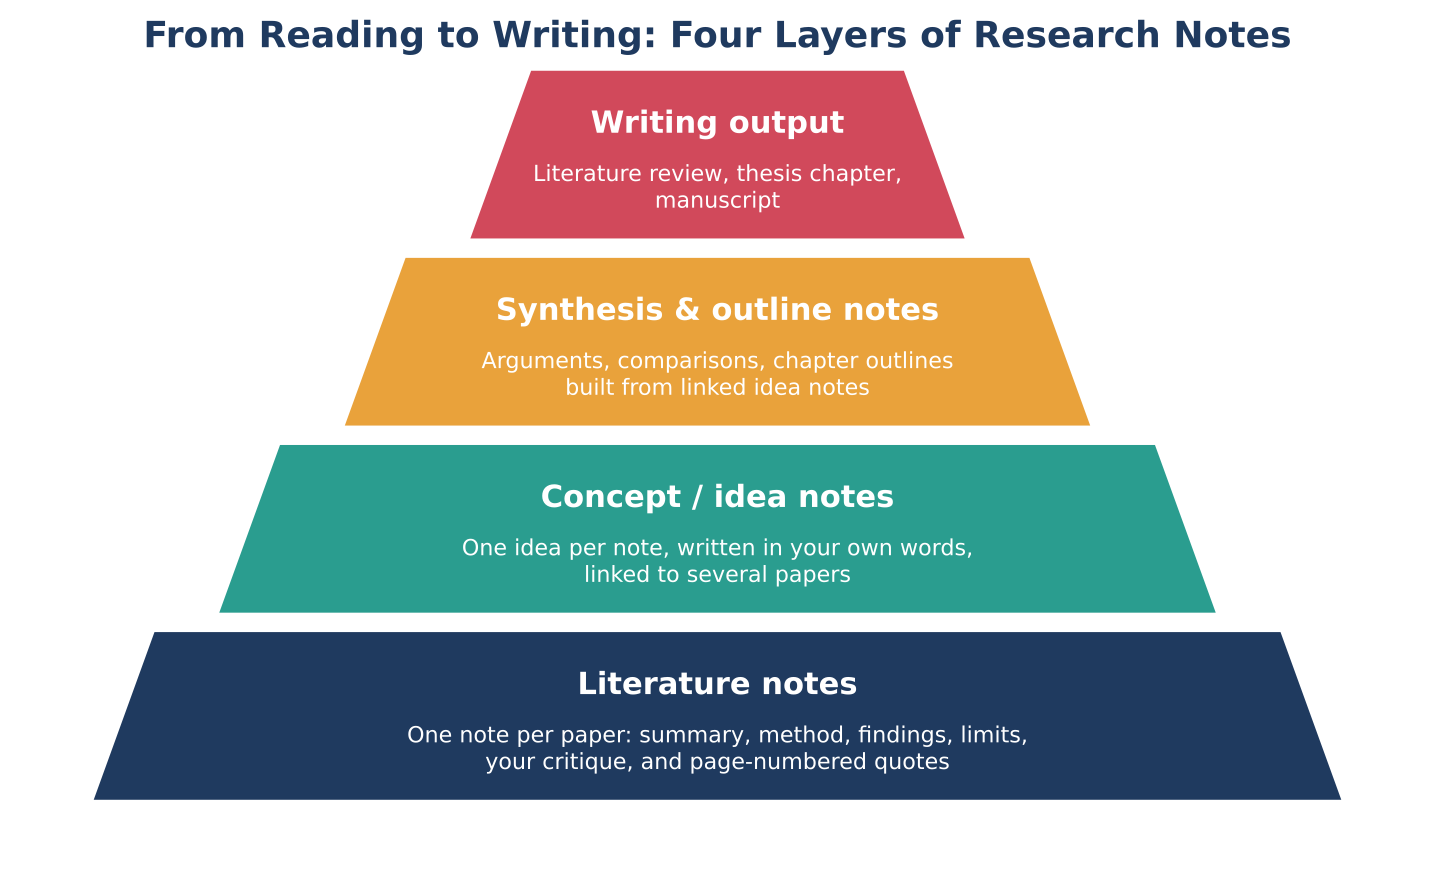 From Reading to Writing: Four Layers of Research Notes
Writing output
Literature review, thesis chapter,
manuscript
Synthesis & outline notes
Arguments, comparisons, chapter outlines
built from linked idea notes
Concept / idea notes
One idea per note, written in your own words,
linked to several papers
Literature notes
One note per paper: summary, method, findings, limits,
your critique, and page-numbered quotes